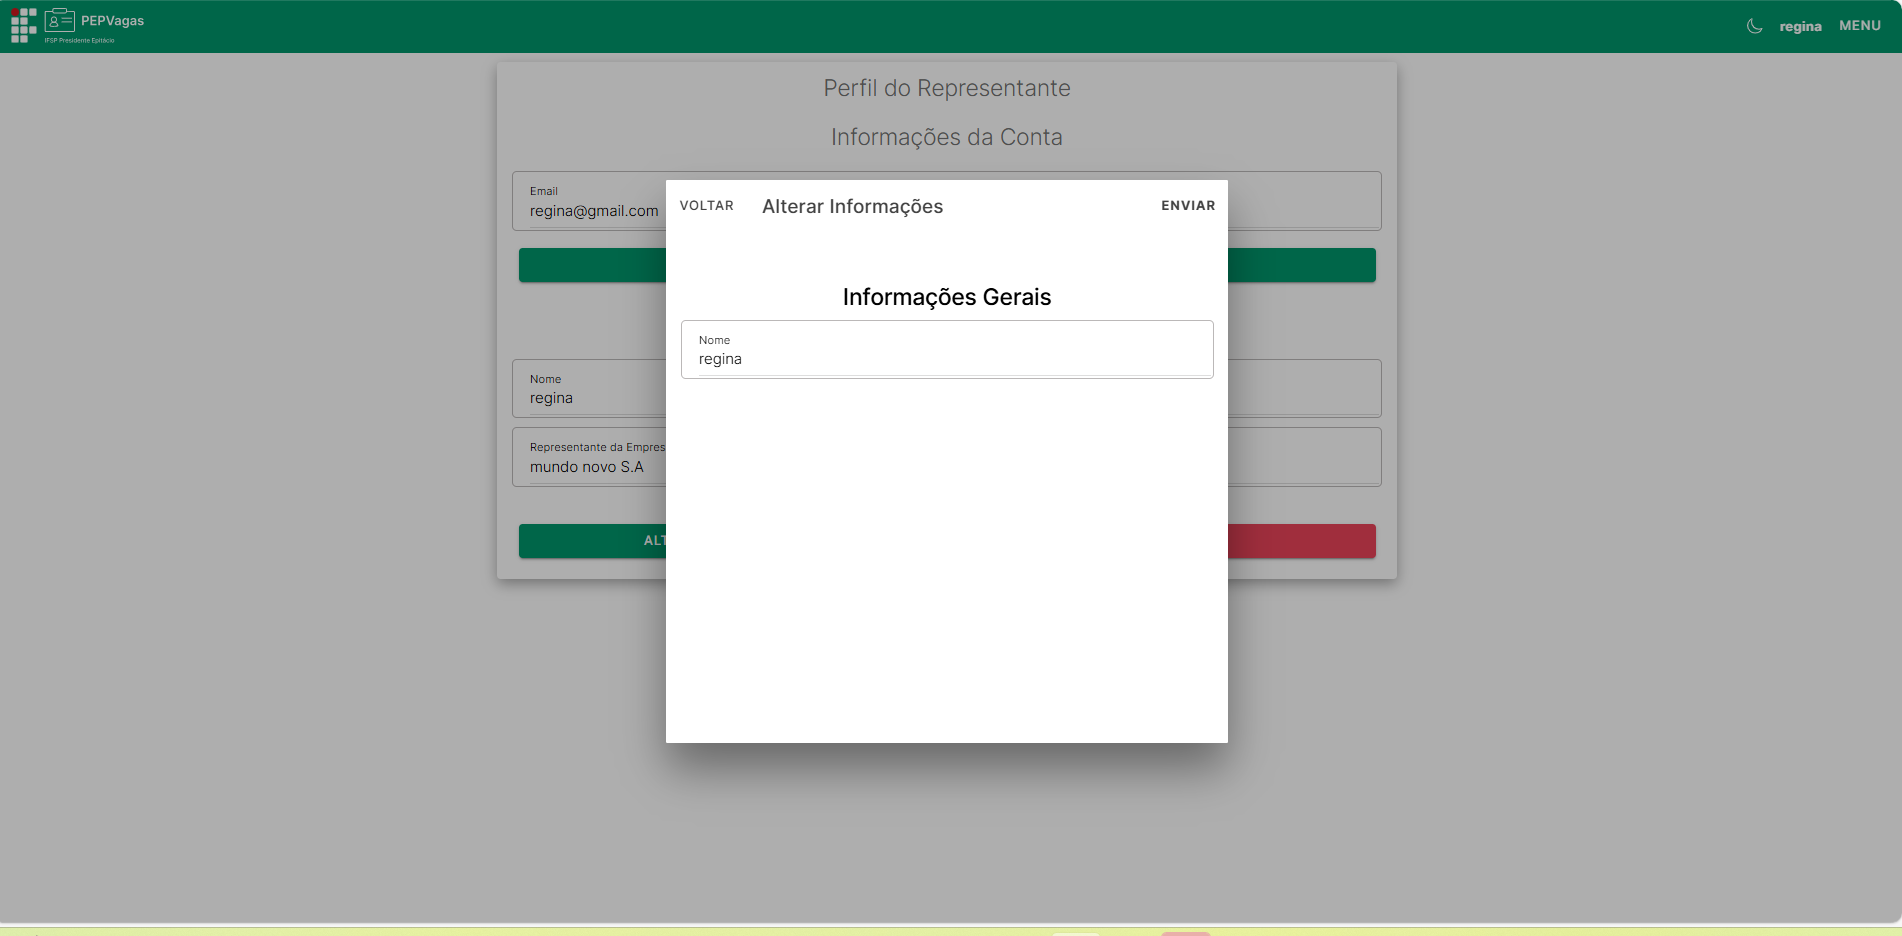 PEPVagas
IFSP Presidente Epitácio
regina
MENU
Perfil do Representante
Informações da Conta
Email
regina@gmail.com
VOLTAR
Alterar Informações
ENVIAR
Informações Gerais
Nome
regina
Nome
regina
Representante da Empres
mundo novo S.A
ALT